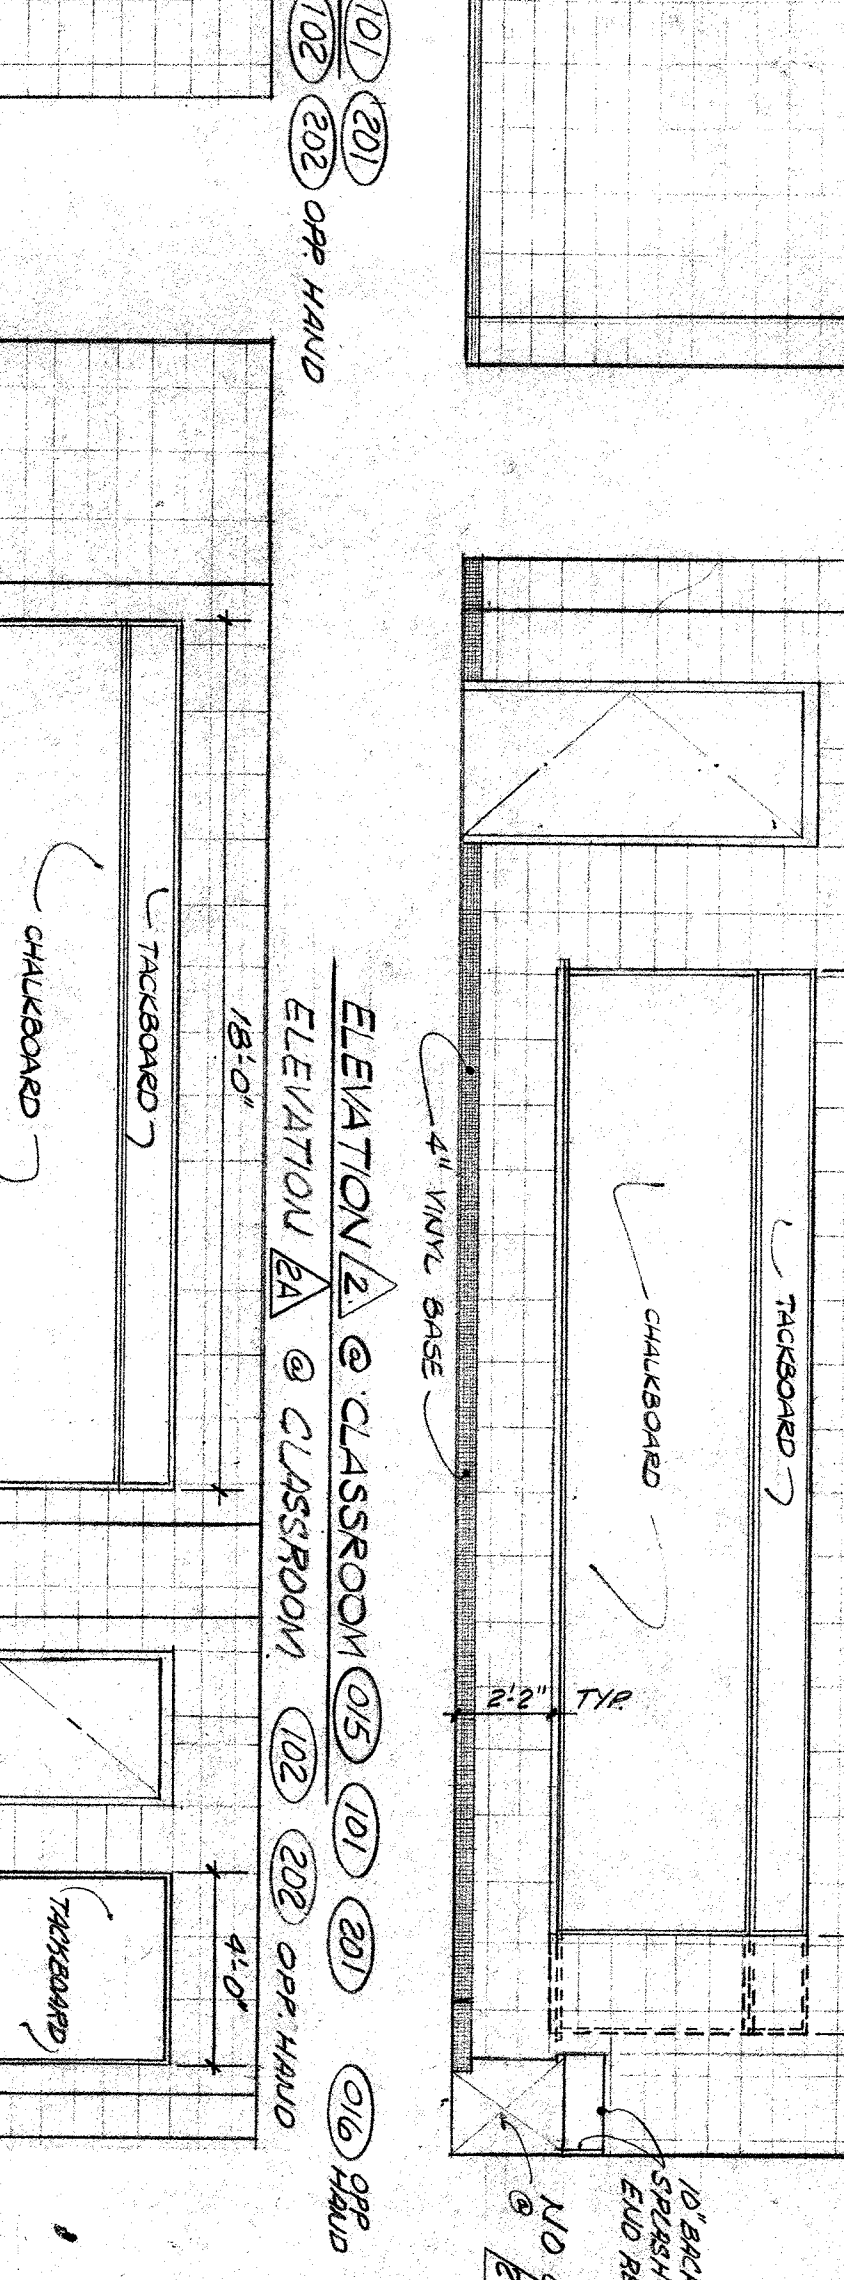 101 201
102 202 OPP. HAND
TACKBOARD
CHALKBOARD
4" VINYL BASE
2'-2" TYP.
10" BACK
SPLASH
END
NO
@
ELEVATION 2 @ CLASSROOM 015 101 201 016 OPP HAND
ELEVATION 2A @ CLASSROOM 102 202 OPP. HAND
18'-0"
TACKBOARD
CHALKBOARD
4'-0"
TACKBOARD